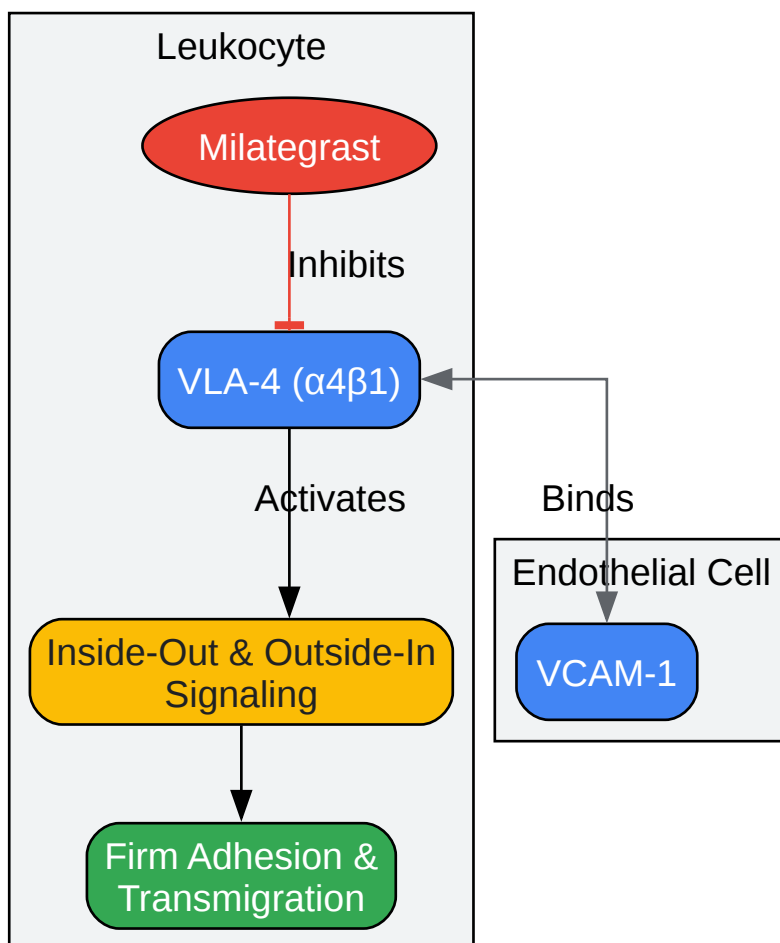 Leukocyte
Milategrast
Inhibits
VLA-4 (α4β1)
Activates
Binds
Endothelial Cell
Inside-Out & Outside-In
Signaling
VCAM-1
Firm Adhesion &
Transmigration